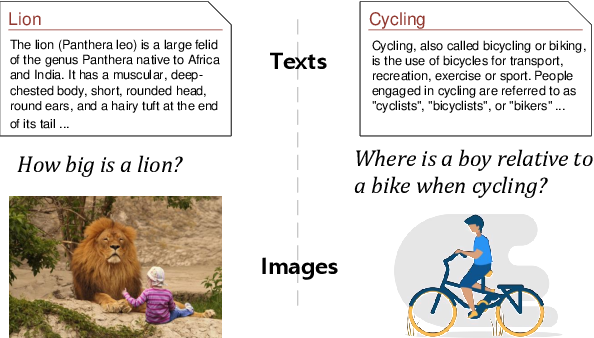 Lion
The lion (Panthera leo) is a large felid
of the genus Panthera native to Africa
and India. It has a muscular, deep-
chested body, short, rounded head,
round ears, and a hairy tuft at the end
of its tail ...
Texts
Cycling
Cycling, also called bicycling or biking,
is the use of bicycles for transport,
recreation, exercise or sport. People
engaged in cycling are referred to as
"cyclists", "bicyclists", or "bikers" ...
How big is a lion?
Where is a boy relative to
a bike when cycling?
Images